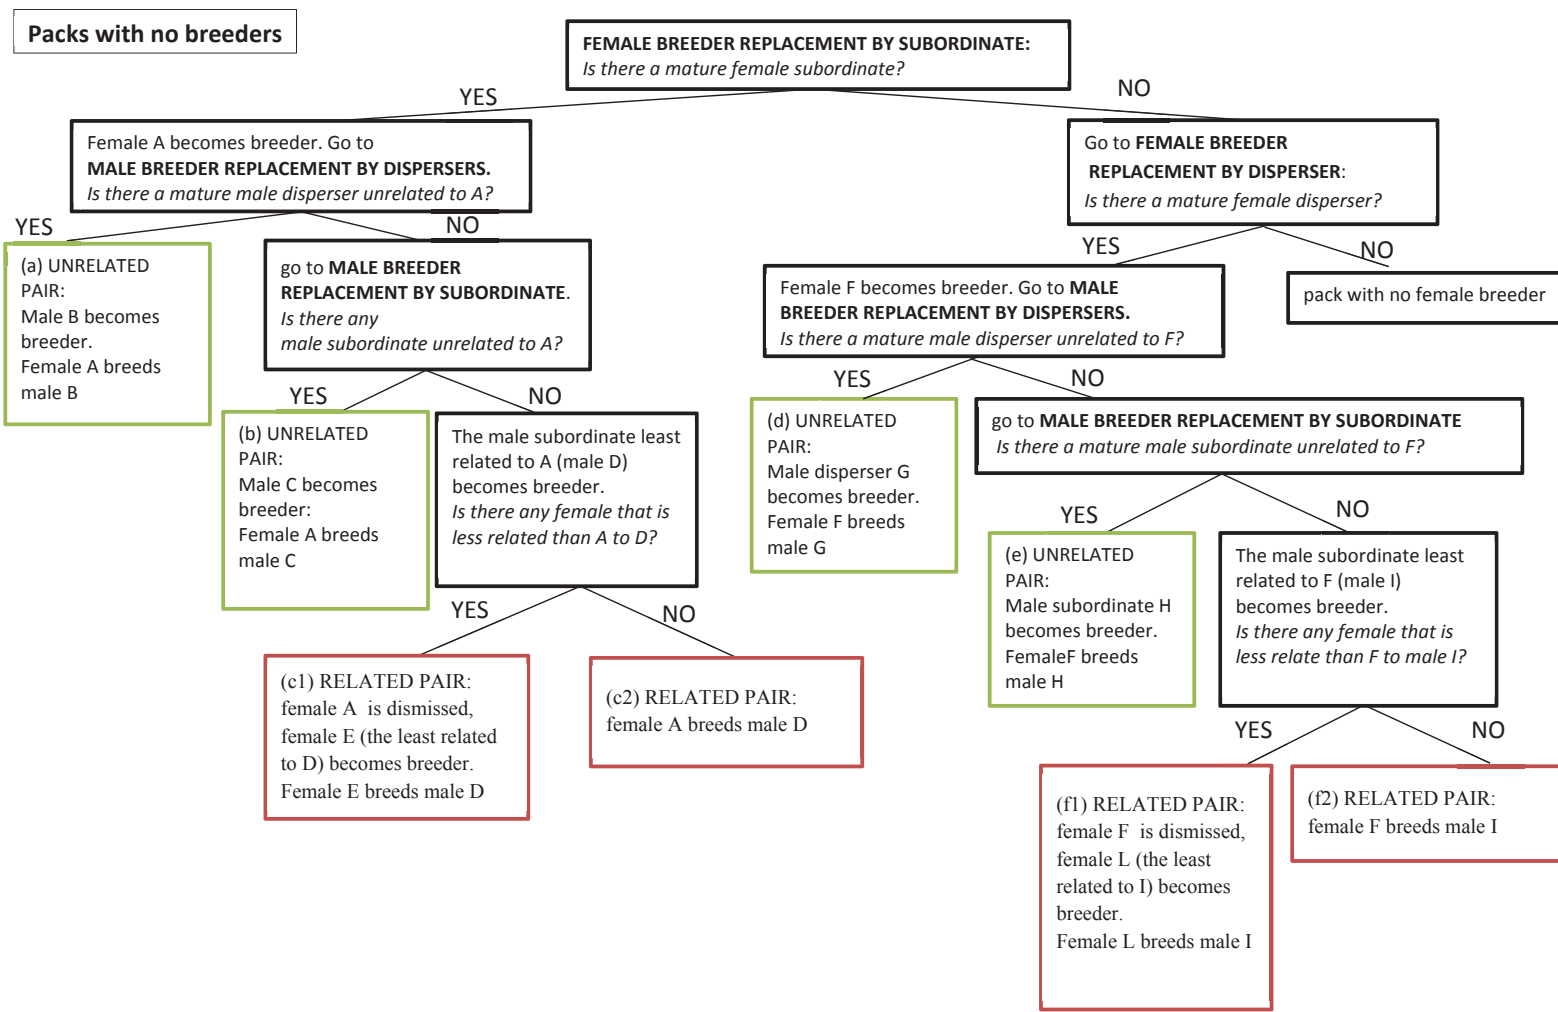 Packs with no breeders
FEMALE BREEDER REPLACEMENT BY SUBORDINATE:
Is there a mature female subordinate?
YES
NO
Female A becomes breeder. Go to
MALE BREEDER REPLACEMENT BY DISPERSERS.
Is there a mature male disperser unrelated to A?
Go to FEMALE BREEDER
REPLACEMENT BY DISPERSER:
Is there a mature female disperser?
YES
NO
YES
NO
(a) UNRELATED
PAIR:
Male B becomes
breeder.
Female A breeds
male B
go to MALE BREEDER
REPLACEMENT BY SUBORDINATE.
Is there any
male subordinate unrelated to A?
Female F becomes breeder. Go to MALE
BREEDER REPLACEMENT BY DISPERSERS.
Is there a mature male disperser unrelated to F?
pack with no female breeder
YES
NO
YES
NO
(b) UNRELATED
PAIR:
Male C becomes
breeder:
Female A breeds
male C
The male subordinate least
related to A (male D)
becomes breeder.
Is there any female that is
less related than A to D?
(d) UNRELATED
PAIR:
Male disperser G
becomes breeder.
Female F breeds
male G
go to MALE BREEDER REPLACEMENT BY SUBORDINATE
Is there a mature male subordinate unrelated to F?
YES
NO
YES
NO
(e) UNRELATED
PAIR:
Male subordinate H
becomes breeder.
FemaleF breeds
male H
The male subordinate least
related to F (male I)
becomes breeder.
Is there any female that is
less relate than F to male I?
(c1) RELATED PAIR:
female A  is dismissed,
female E (the least related
to D) becomes breeder.
Female E breeds male D
(c2) RELATED PAIR:
female A breeds male D
YES
NO
(f1) RELATED PAIR:
female F  is dismissed,
female L (the least
related to I) becomes
breeder.
Female L breeds male I
(f2) RELATED PAIR:
female F breeds male I